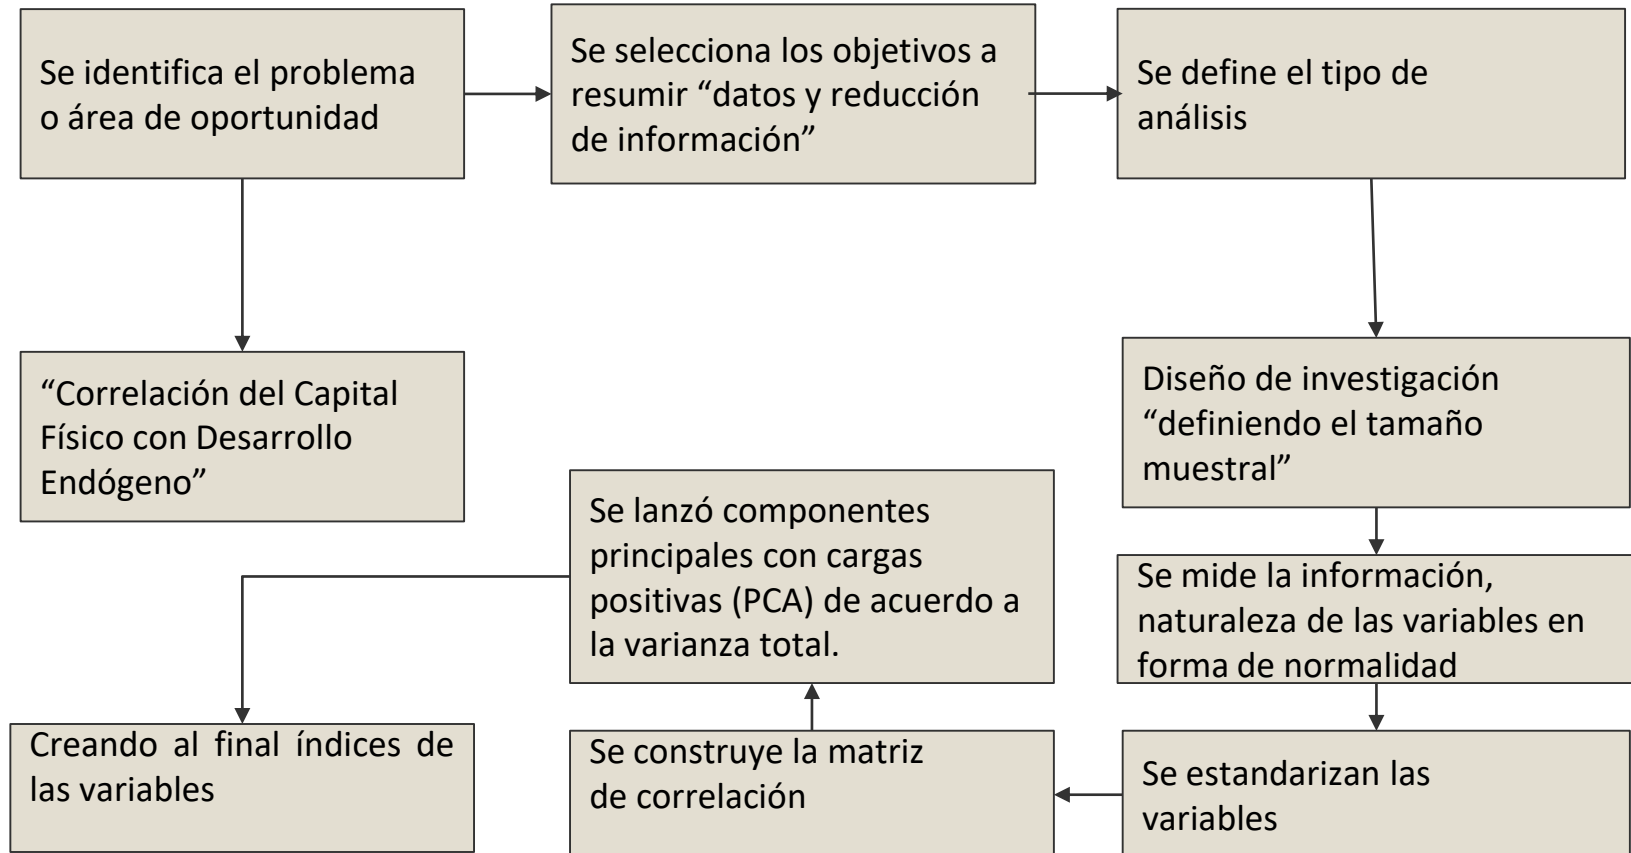 Se identifica el problema
o área de oportunidad
Se selecciona los objetivos a
resumir “datos y reducción
de información”
Se define el tipo de
análisis
“Correlación del Capital
Físico con Desarrollo
Endógeno”
Diseño de investigación
“definiendo el tamaño
muestral”
Se mide la información,
naturaleza de las variables en
forma de normalidad
Se estandarizan las
variables
Se construye la matriz
de correlación
Se lanzó componentes
principales con cargas
positivas (PCA) de acuerdo a
la varianza total.
Creando al final índices de
las variables